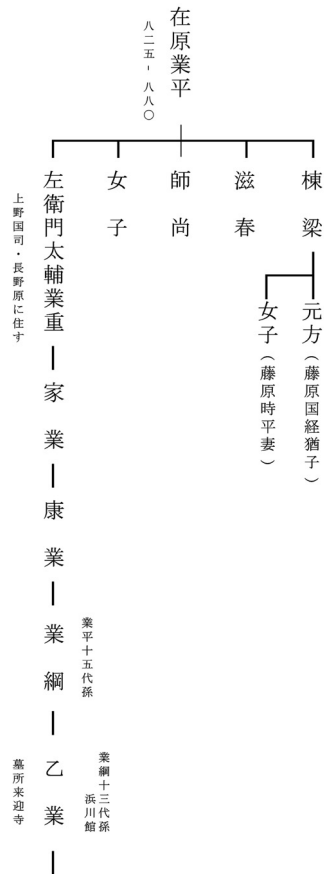 在原業平
八二五 - 八八〇
棟梁
元方（藤原国経猶子）
女子（藤原時平妻）
滋春
師尚
女子
左衛門太輔業重
上野国司・長野原に住す
家業
康業
業綱
業平十五代孫
乙業
業綱十三代孫
浜川館
墓所来迎寺